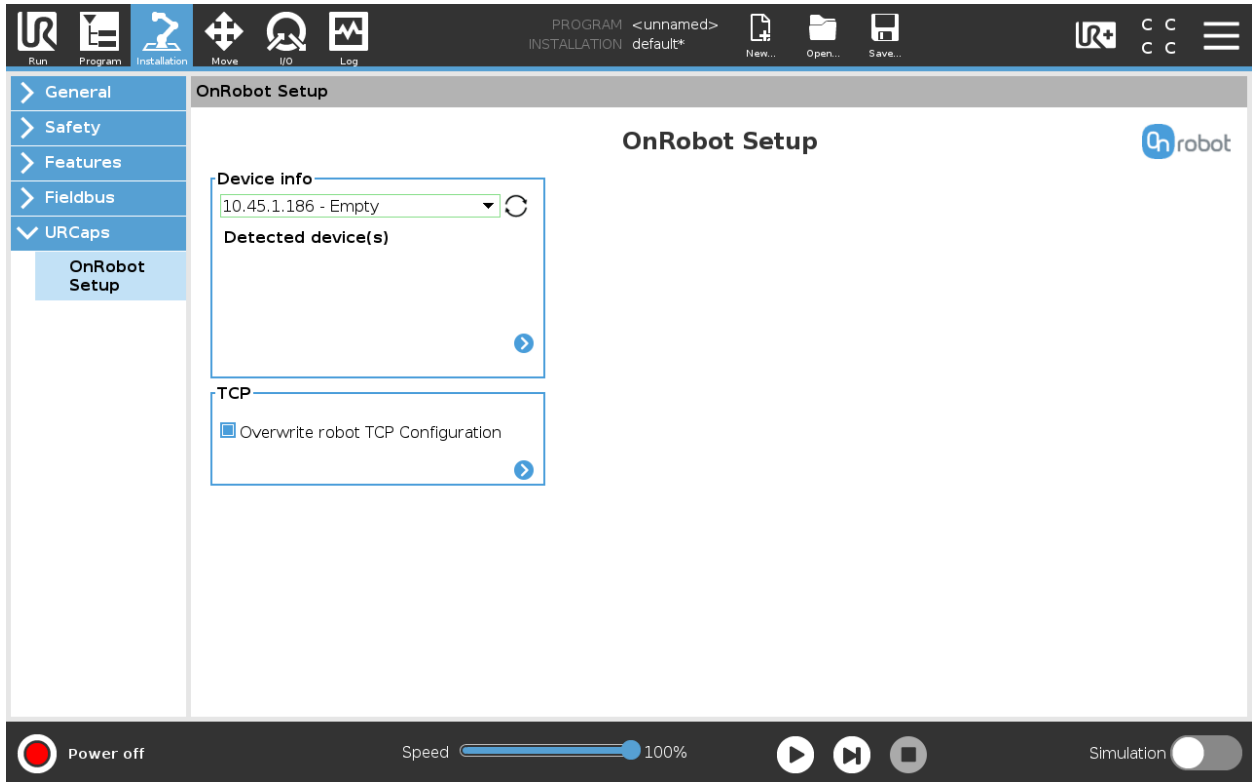 PROGRAM <unnamed>
INSTALLATION default*
Run Program Installation Move I/O Log New... Open... Save...
UR+
C C
C C
General
Safety
Features
Fieldbus
URCaps
OnRobot
Setup
OnRobot Setup
OnRobot Setup
On robot
Device info
10.45.1.186 - Empty
Detected device(s)
TCP
Overwrite robot TCP Configuration
Power off
Speed 100%
Simulation